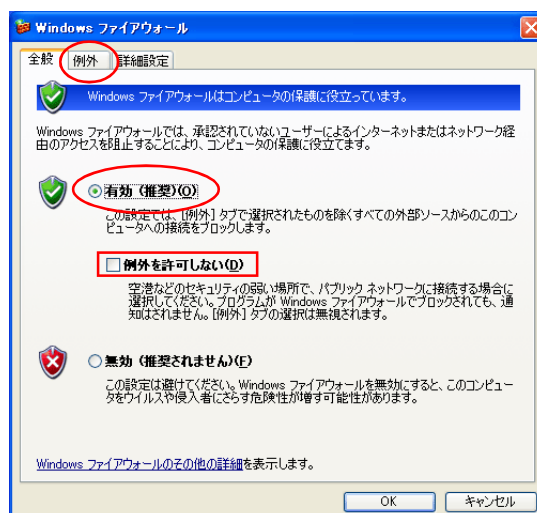 Windows ファイアウォール
全般 例外 詳細設定
Windows ファイアウォールはコンピュータの保護に役立っています。
Windows ファイアウォールでは、承認されていないユーザーによるインターネットまたはネットワーク経
由のアクセスを阻止することにより、コンピュータの保護に役立てます。
有効 (推奨)(O)
この設定では、[例外] タブで選択されたものを除くすべての外部ソースからのこのコン
ピュータへの接続をブロックします。
例外を許可しない(D)
空港などのセキュリティの弱い場所で、パブリック ネットワークに接続する場合に
選択してください。プログラムが Windows ファイアウォールでブロックされても、通
知はされません。[例外] タブの選択は無視されます。
無効 (推奨されません)(F)
この設定は避けてください。Windows ファイアウォールを無効にすると、このコンピュー
タをウイルスや侵入者にさらす危険性が増す可能性があります。
Windows ファイアウォールのその他の詳細を表示します。
OK キャンセル